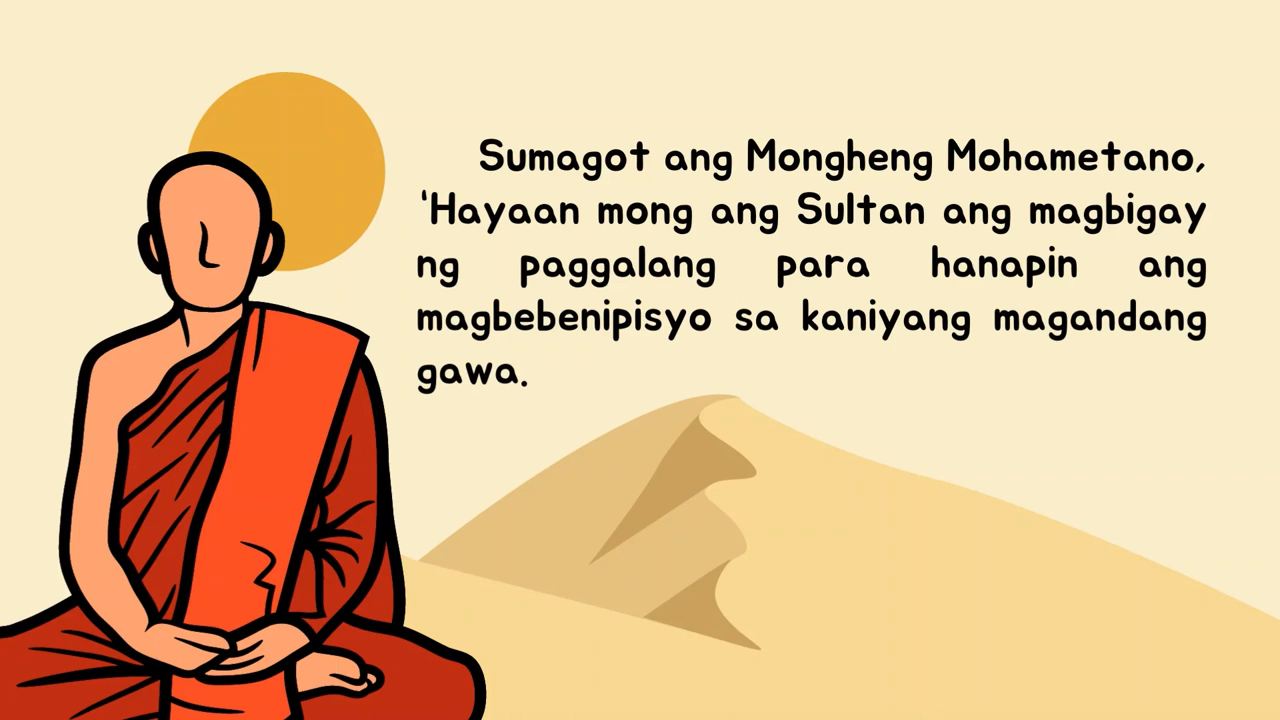 Sumagot ang Mongheng Mohametano,
‘Hayaan mong ang Sultan ang magbigay
ng paggalang para hanapin ang
magbebenipisyo sa kaniyang magandang
gawa.